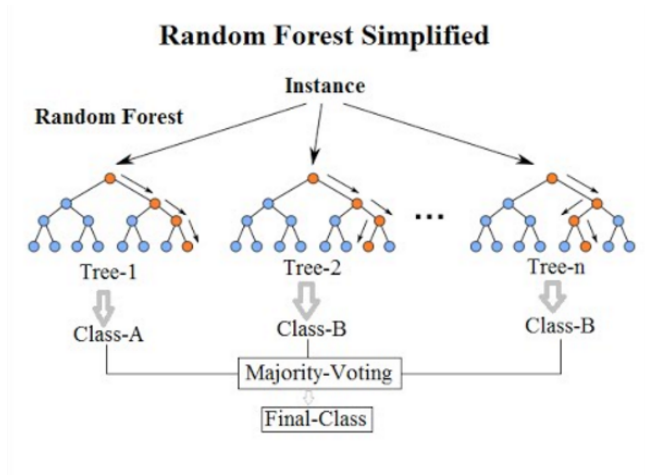 Random Forest Simplified
Instance
Random Forest
...
Tree-1
Tree-2
Tree-n
Class-A
Class-B
Class-B
Majority-Voting
Final-Class